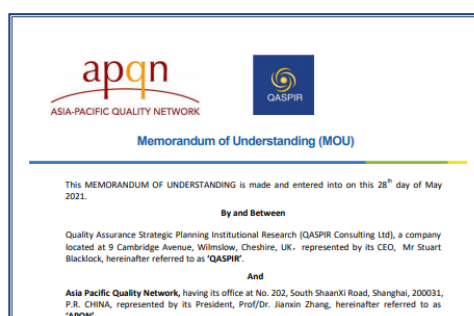 apqn
ASIA-PACIFIC QUALITY NETWORK
QASPIR
Memorandum of Understanding (MOU)
This MEMORANDUM OF UNDERSTANDING is made and entered into on this 28th day of May
2021.
By and Between
Quality Assurance Strategic Planning Institutional Research (QASPIR Consulting Ltd), a company
located at 9 Cambridge Avenue, Wilmslow, Cheshire, UK, represented by its CEO, Mr Stuart
Blacklock, hereinafter referred to as 'QASPIR'.
And
Asia Pacific Quality Network, having its office at No. 202, South ShaanXi Road, Shanghai, 200031,
P.R. CHINA, represented by its President, Prof/Dr. Jianxin Zhang, hereinafter referred to as
'APQN'